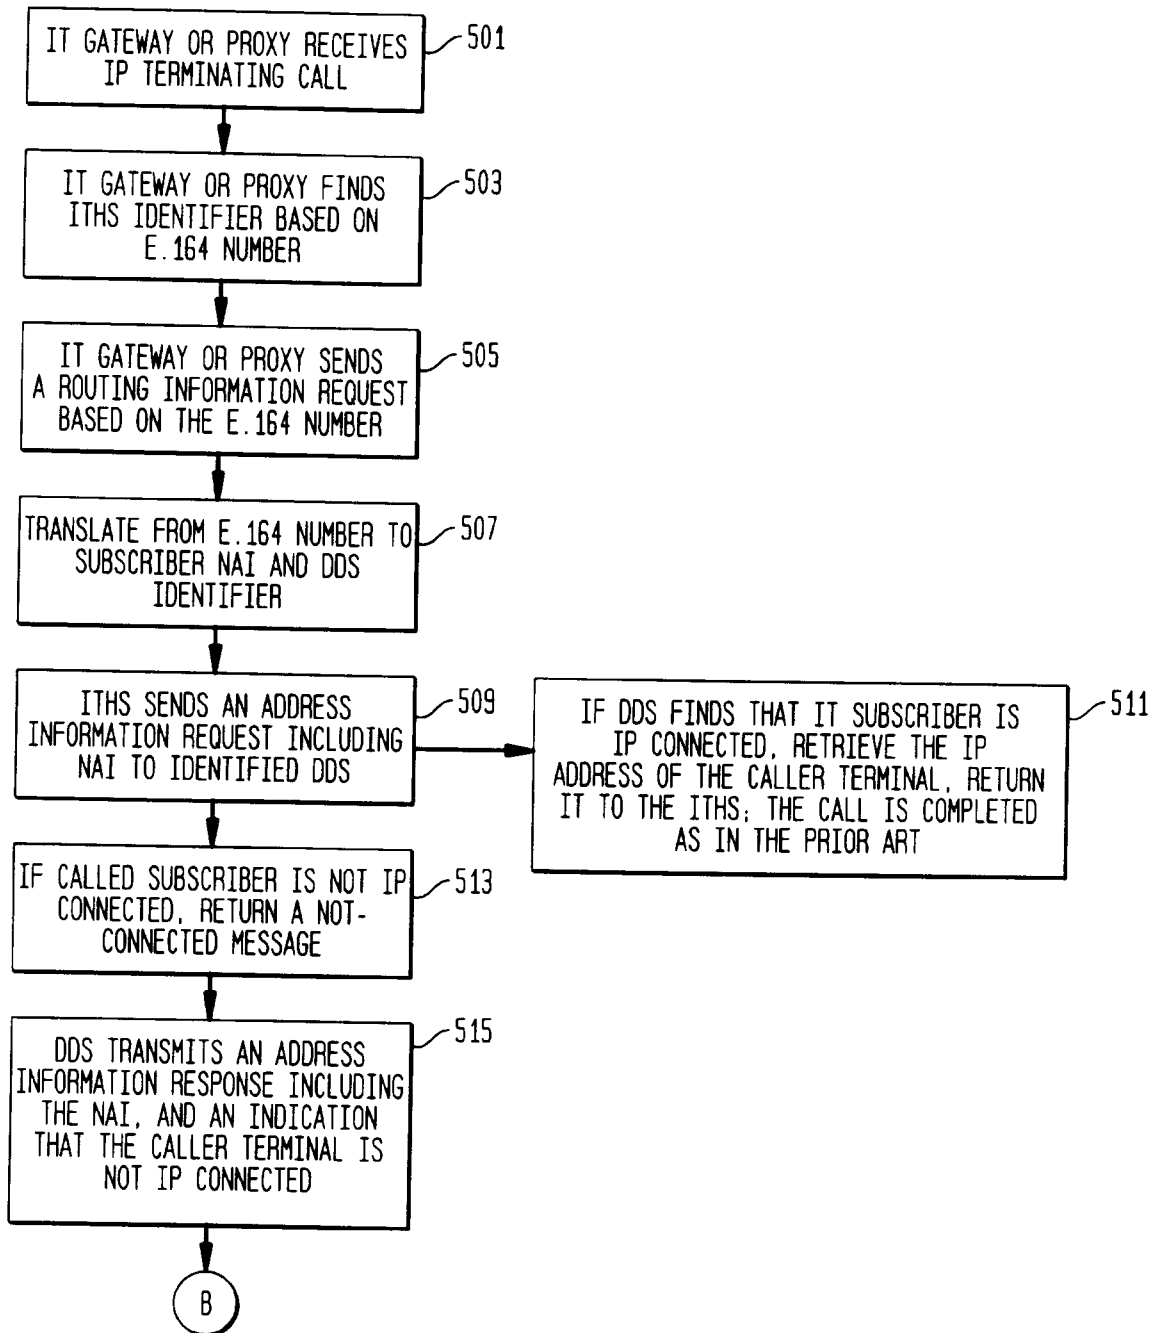 IT GATEWAY OR PROXY RECEIVES
IP TERMINATING CALL
501
IT GATEWAY OR PROXY FINDS
ITHS IDENTIFIER BASED ON
E.164 NUMBER
503
IT GATEWAY OR PROXY SENDS
A ROUTING INFORMATION REQUEST
BASED ON THE E.164 NUMBER
505
TRANSLATE FROM E.164 NUMBER TO
SUBSCRIBER NAI AND DDS
IDENTIFIER
507
ITHS SENDS AN ADDRESS
INFORMATION REQUEST INCLUDING
NAI TO IDENTIFIED DDS
509
IF DDS FINDS THAT IT SUBSCRIBER IS
IP CONNECTED, RETRIEVE THE IP
ADDRESS OF THE CALLER TERMINAL, RETURN
IT TO THE ITHS; THE CALL IS COMPLETED
AS IN THE PRIOR ART
511
IF CALLED SUBSCRIBER IS NOT IP
CONNECTED, RETURN A NOT-
CONNECTED MESSAGE
513
DDS TRANSMITS AN ADDRESS
INFORMATION RESPONSE INCLUDING
THE NAI, AND AN INDICATION
THAT THE CALLER TERMINAL IS
NOT IP CONNECTED
515
B